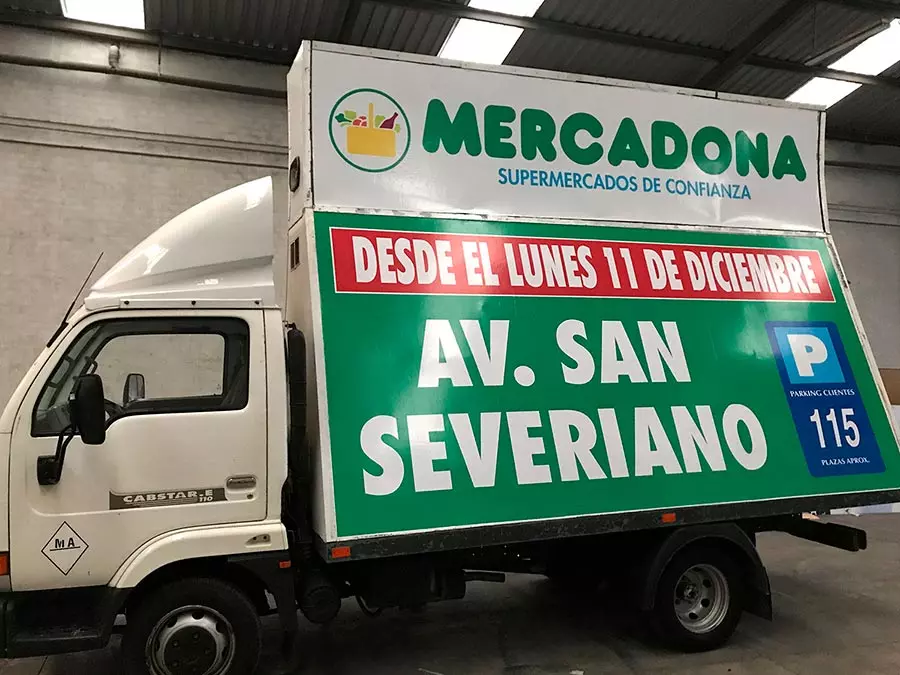 MERCADONA
SUPERMERCADOS DE CONFIANZA
DESDE EL LUNES 11 DE DICIEMBRE
AV. SAN
SEVERIANO
P
PARKING CLIENTES
115
PLAZAS APROX.
CABSTAR.E
110
MA